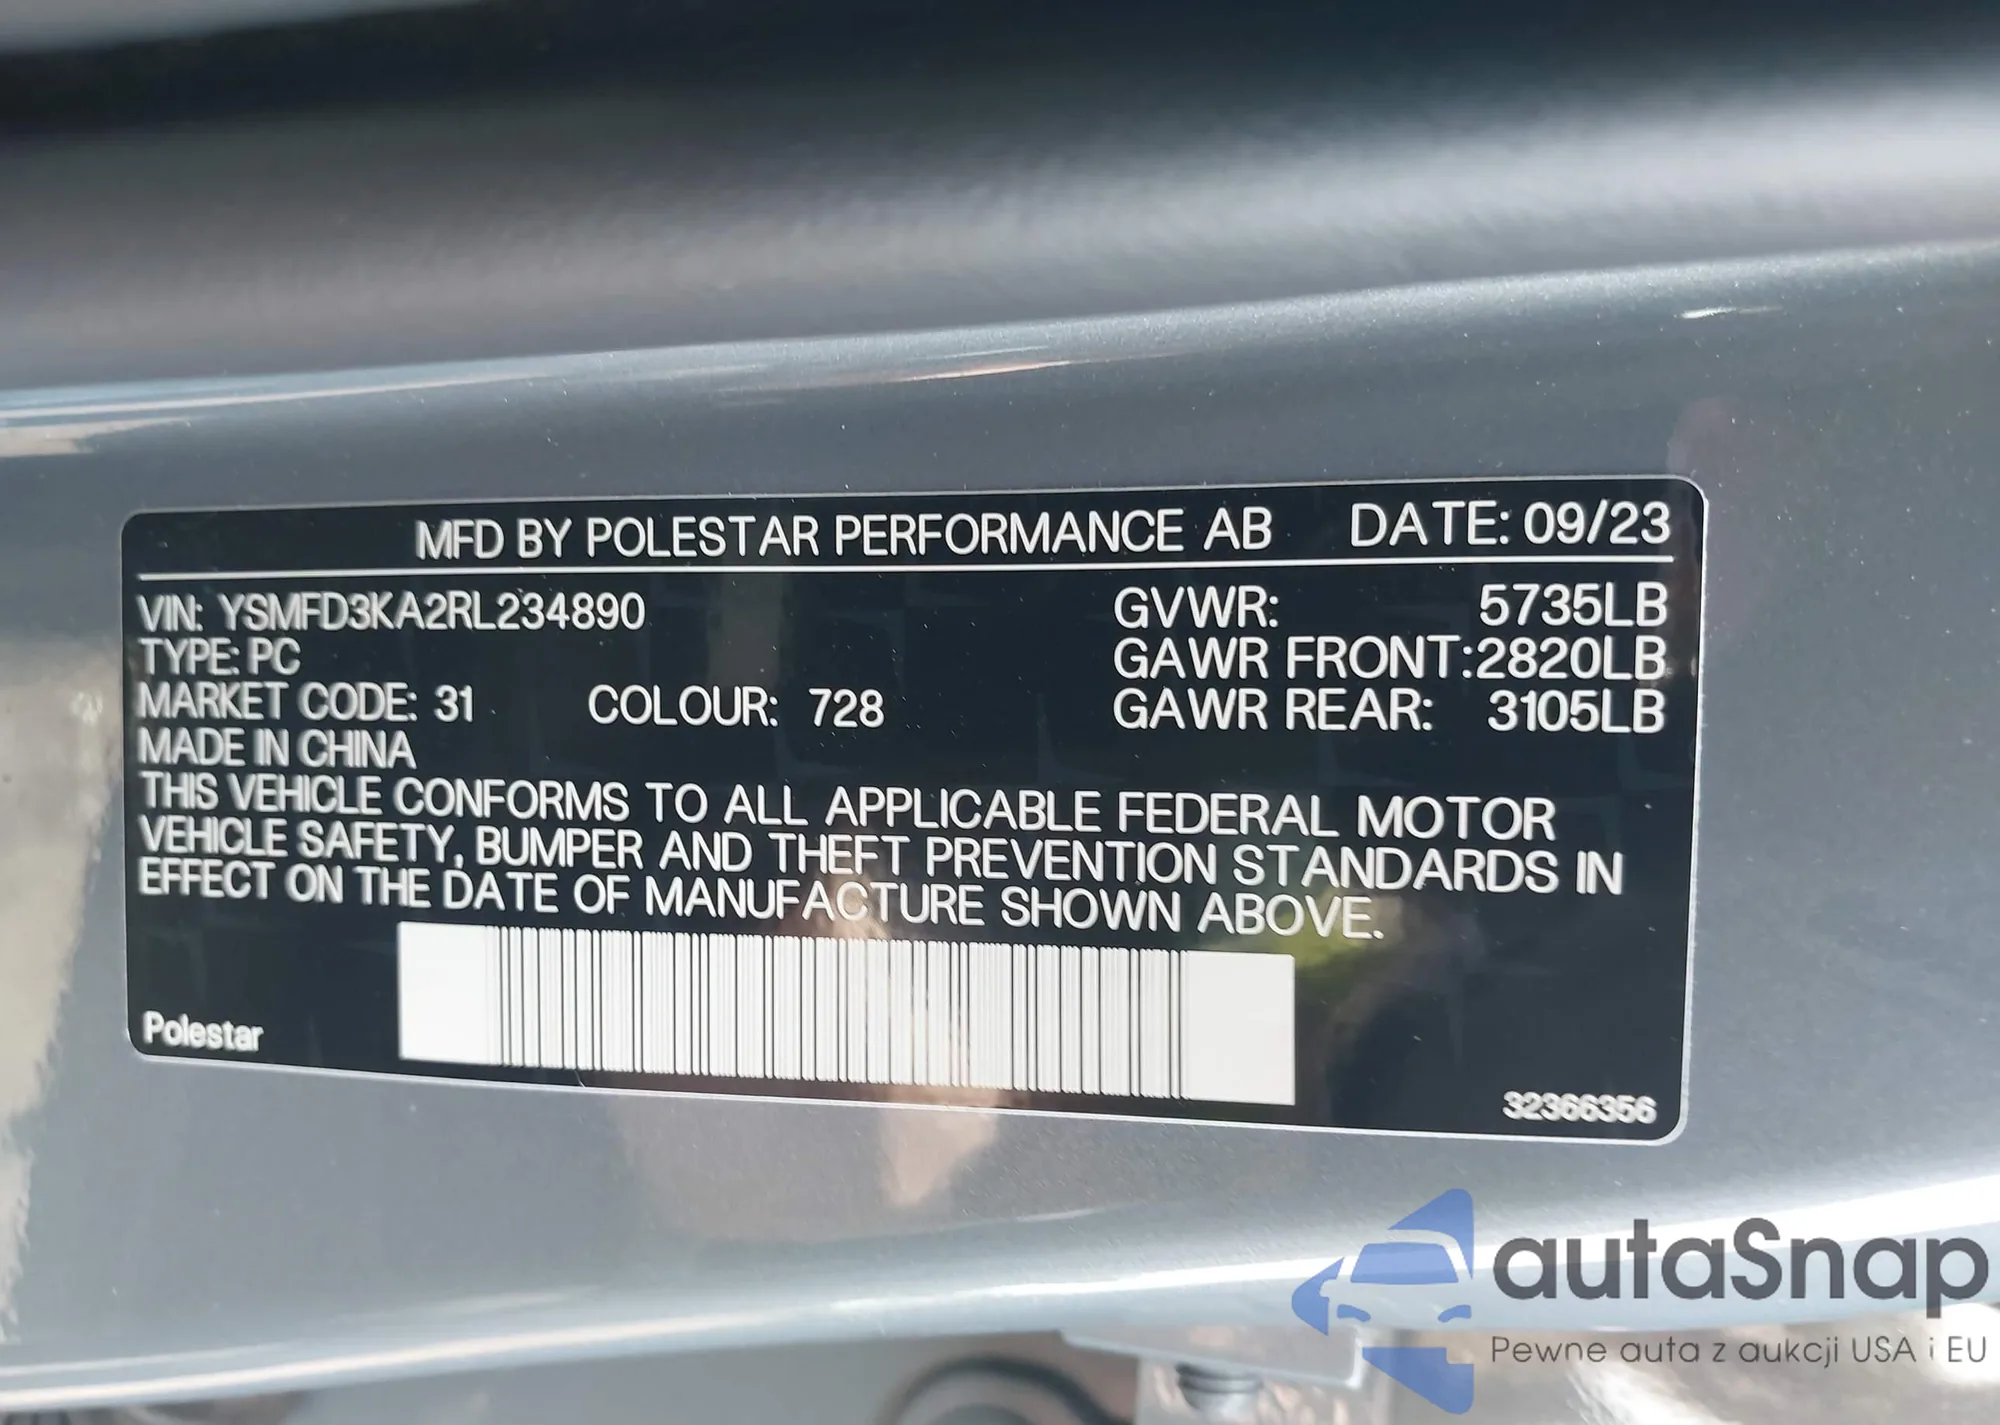 MFD BY POLESTAR PERFORMANCE AB DATE: 09/23
VIN: YSMFD3KA2RL234890 GVWR: 5735LB
TYPE: PC GAWR FRONT: 2820LB
MARKET CODE: 31 COLOUR: 728 GAWR REAR: 3105LB
MADE IN CHINA
THIS VEHICLE CONFORMS TO ALL APPLICABLE FEDERAL MOTOR
VEHICLE SAFETY, BUMPER AND THEFT PREVENTION STANDARDS IN
EFFECT ON THE DATE OF MANUFACTURE SHOWN ABOVE.
Polestar
32366356
autaSnap
Pewne auta z aukcji USA i EU